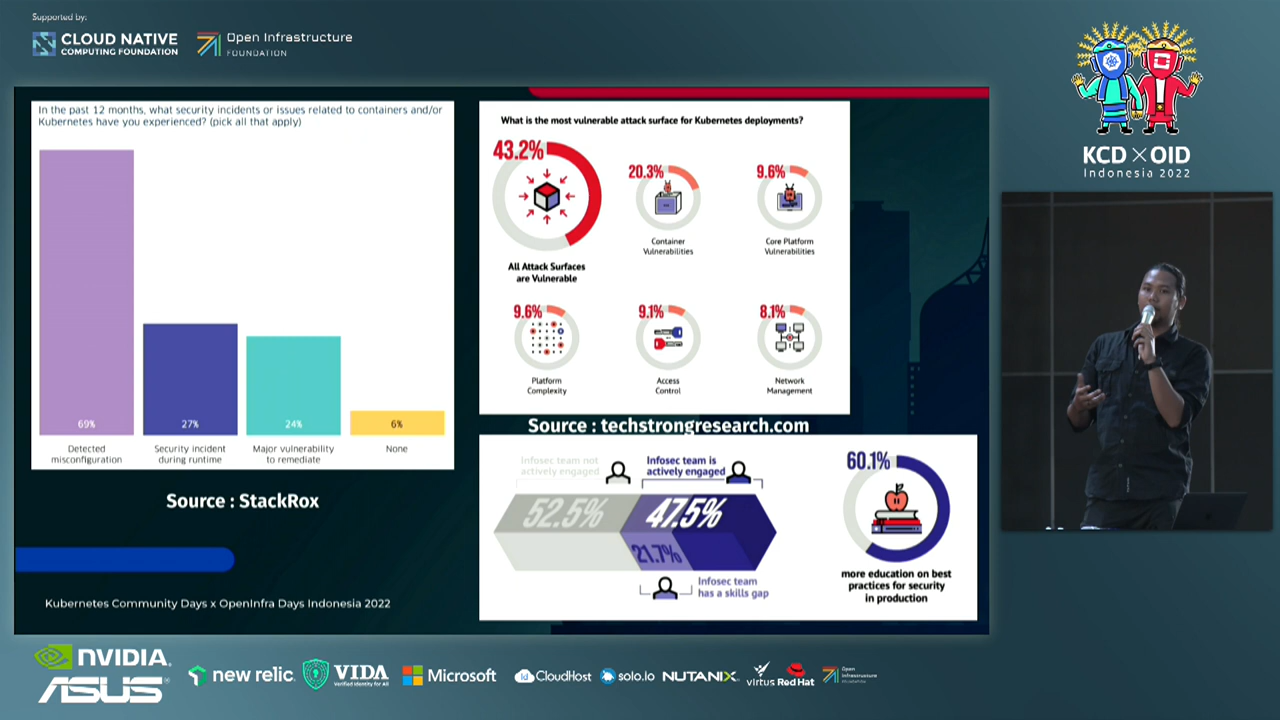 Supported by:
CLOUD NATIVE
COMPUTING FOUNDATION
Open Infrastructure
FOUNDATION
KCD X OID
Indonesia 2022
In the past 12 months, what security incidents or issues related to containers and/or
Kubernetes have you experienced? (pick all that apply)
69%
27%
24%
6%
Detected
misconfiguration
Security incident
during runtime
Major vulnerability
to remediate
None
Source : StackRox
Kubernetes Community Days x OpenInfra Days Indonesia 2022
What is the most vulnerable attack surface for Kubernetes deployments?
43.2%
All Attack Surfaces
are Vulnerable
20.3%
Container
Vulnerabilities
9.6%
Core Platform
Vulnerabilities
9.6%
Platform
Complexity
9.1%
Access
Control
8.1%
Network
Management
Source : techstrongresearch.com
Infosec team not
actively engaged
Infosec team is
actively engaged
52.5%
47.5%
21.7%
Infosec team
has a skills gap
60.1%
more education on best
practices for security
in production
NVIDIA.
ASUS
new relic
VIDA
Verified Identity for All
Microsoft
CloudHost
solo.io
NUTANIX
virtus
Red Hat
Open
Infrastructure